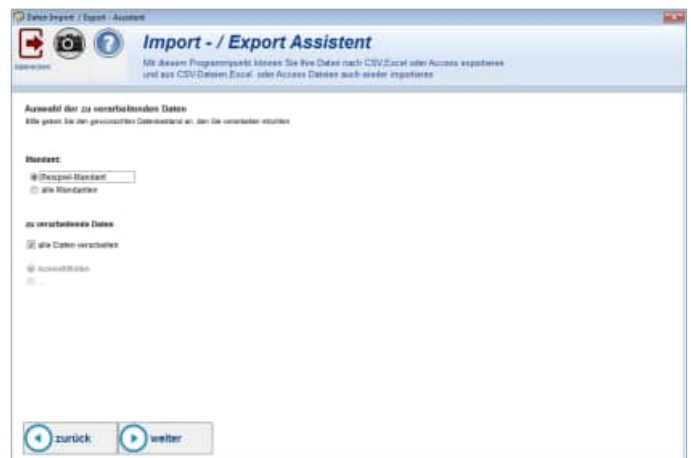 Daten Import / Export - Assistent
Import - / Export Assistent
Mit diesem Programmpunkt können Sie Ihre Daten nach CSV,Excel oder Access exportieren
und aus CSV-Dateien,Excel oder Access Dateien auch wieder importieren
Auswahl der zu verarbeitenden Daten
Bitte geben Sie den gewünschten Datenbestand an, den Sie verarbeiten möchten
Mandant:
Beispiel-Mandant
alle Mandanten
zu verarbeitende Daten
alle Daten verarbeiten
...
zurück
weiter